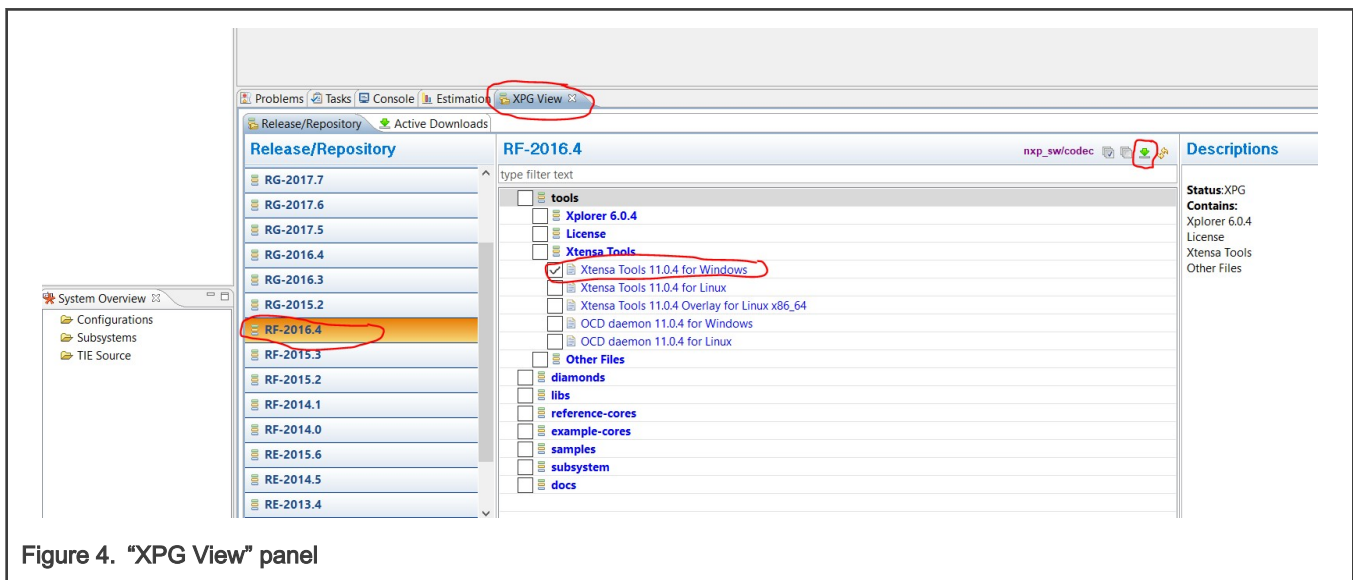 Problems Tasks Console Estimation XPG View
Release/Repository Active Downloads
Release/Repository
RG-2017.7
RG-2017.6
RG-2017.5
RG-2016.4
RG-2016.3
RG-2015.2
RF-2016.4
RF-2015.3
RF-2015.2
RF-2014.1
RF-2014.0
RE-2015.6
RE-2014.5
RE-2013.4
RF-2016.4 nxp_sw/codec
type filter text
tools
Xplorer 6.0.4
License
Xtensa Tools
Xtensa Tools 11.0.4 for Windows
Xtensa Tools 11.0.4 for Linux
Xtensa Tools 11.0.4 Overlay for Linux x86_64
OCD daemon 11.0.4 for Windows
OCD daemon 11.0.4 for Linux
Other Files
diamonds
libs
reference-cores
example-cores
samples
subsystem
docs
Descriptions
Status:XPG
Contains:
Xplorer 6.0.4
License
Xtensa Tools
Other Files
System Overview
Configurations
Subsystems
TIE Source
Figure 4. “XPG View” panel